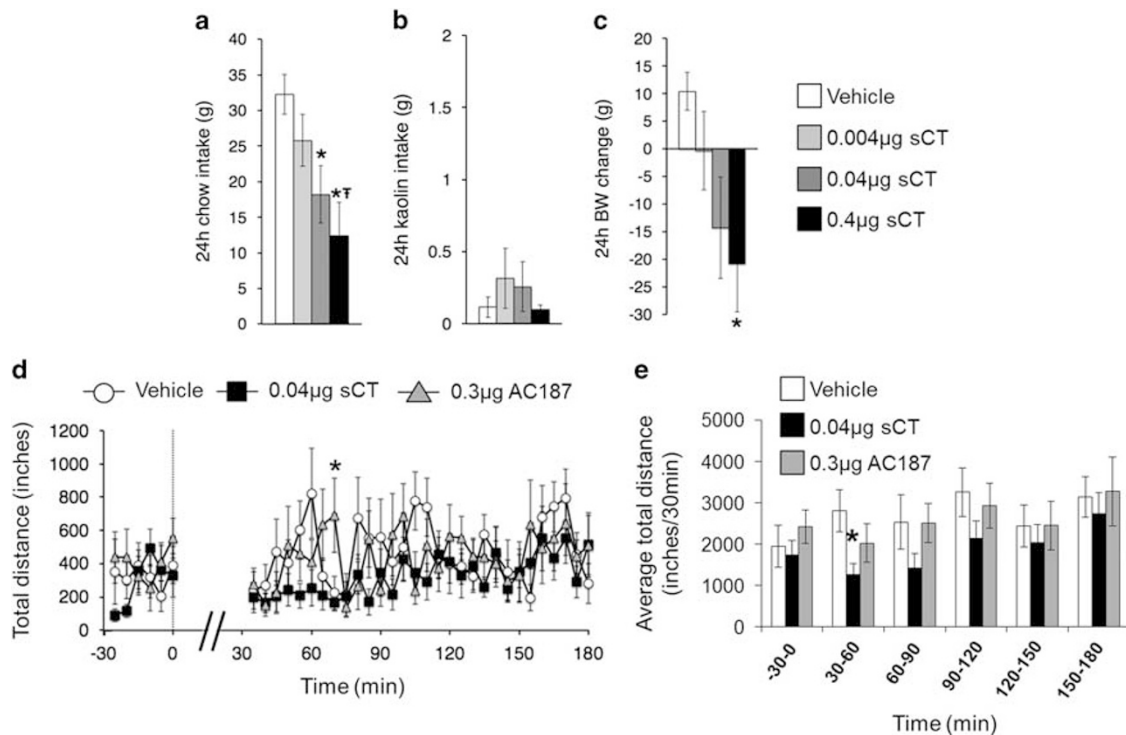 a
b
c
40
35
30
25
20
15
10
5
0
24h chow intake (g)
*
*Ŧ
2
1.5
1
0.5
0
24h kaolin intake (g)
20
15
10
5
0
-5
-10
-15
-20
-25
-30
24h BW change (g)
*
Vehicle
0.004µg sCT
0.04µg sCT
0.4µg sCT
d
Vehicle 0.04µg sCT 0.3µg AC187
1200
1000
800
600
400
200
0
Total distance (inches)
*
-30 0 30 60 90 120 150 180
Time (min)
e
Vehicle
0.04µg sCT
0.3µg AC187
5000
4000
3000
2000
1000
0
Average total distance
(inches/30min)
*
-30-0 30-60 60-90 90-120 120-150 150-180
Time (min)